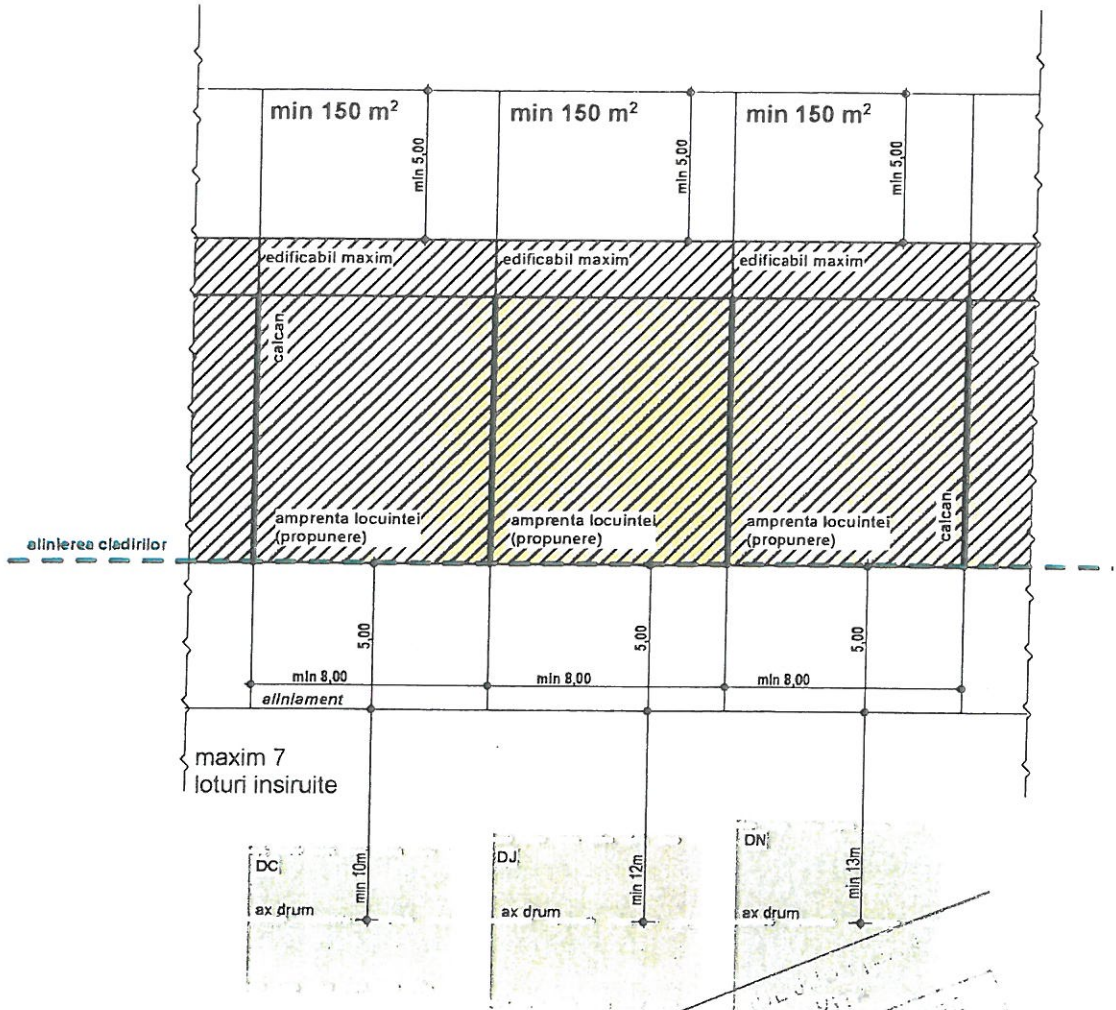 min 150 m²
min 150 m²
min 150 m²
min 5,00
min 5,00
min 5,00
edificabil maxim
edificabil maxim
edificabil maxim
calcan
calcan
amprenta locuintei
(propunere)
amprenta locuintei
(propunere)
amprenta locuintei
(propunere)
alinierea cladirilor
5,00
5,00
5,00
min 8,00
min 8,00
min 8,00
aliniament
maxim 7
loturi insiruite
DC
DJ
DN
min 10m
min 12m
min 13m
ax drum
ax drum
ax drum